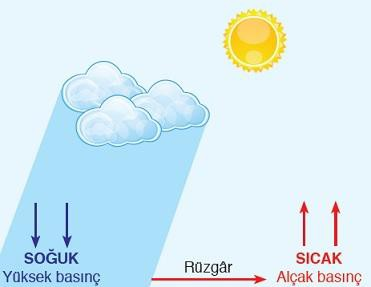 SOĞUK
Yüksek basınç
Rüzgâr
SICAK
Alçak basınç